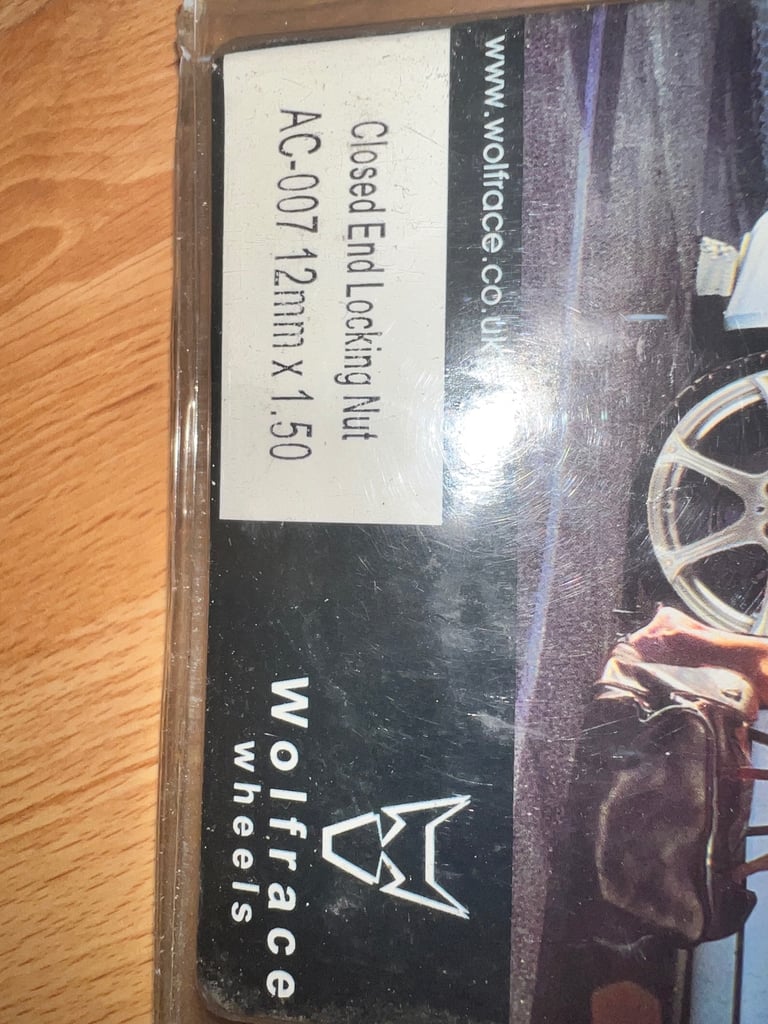 www.wolfrace.co.uk
Closed End Locking Nut
AC-007 12mm x 1.50
Wolfrace
wheels